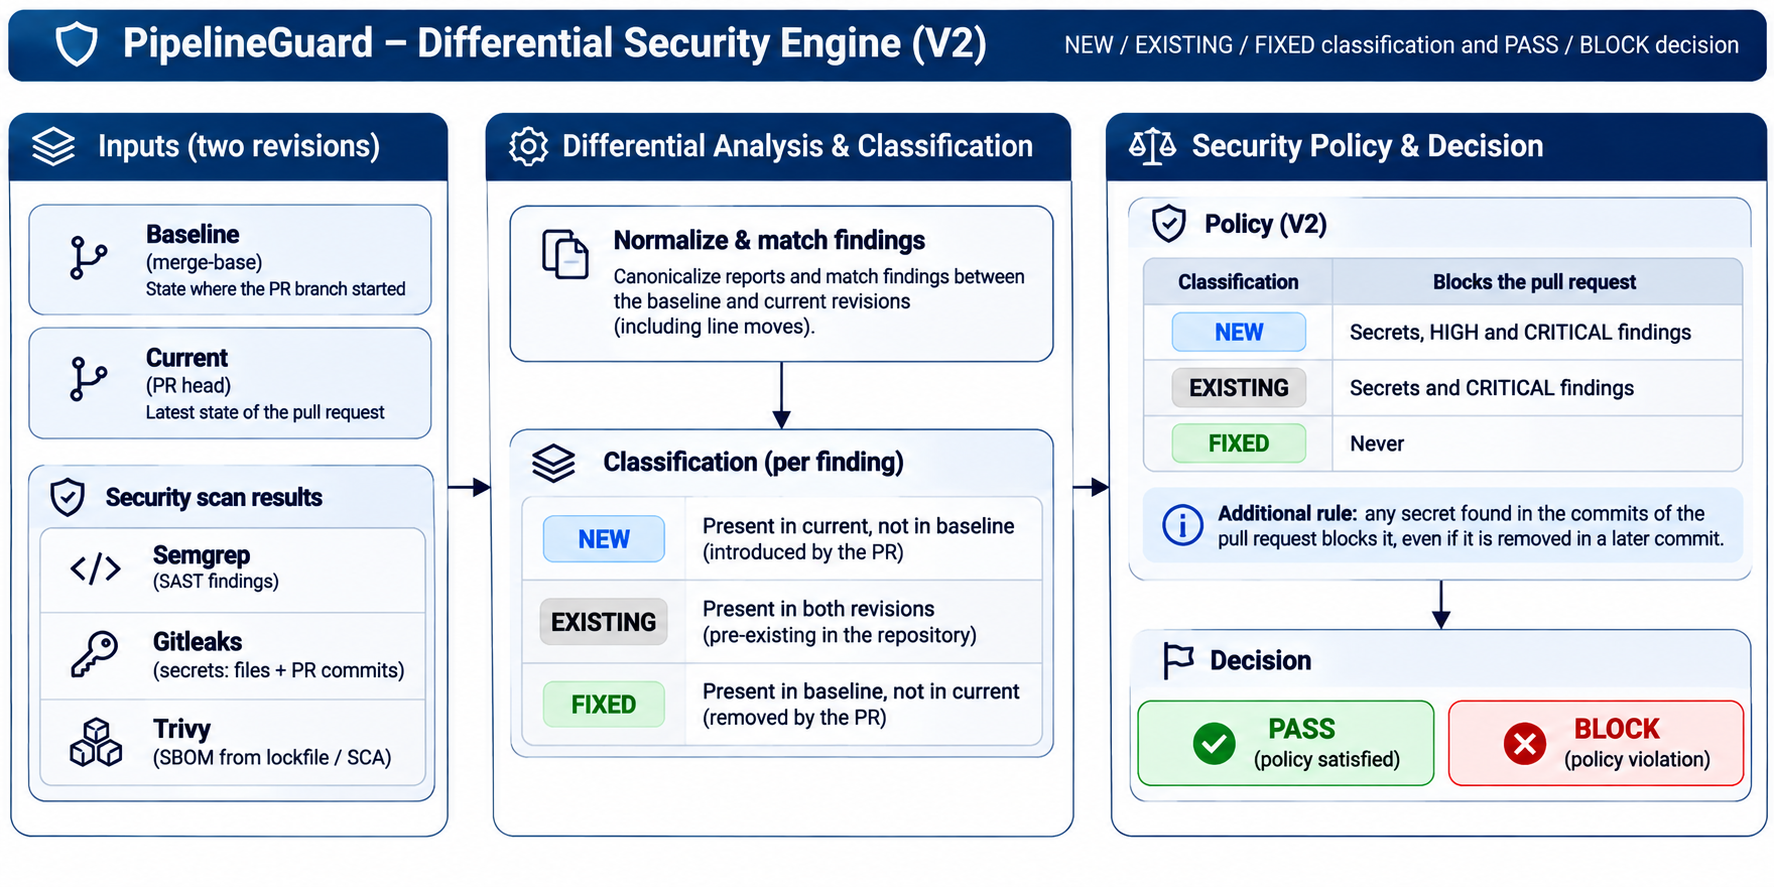 PipelineGuard – Differential Security Engine (V2)
NEW / EXISTING / FIXED classification and PASS / BLOCK decision
Inputs (two revisions)
Baseline
(merge-base)
State where the PR branch started
Current
(PR head)
Latest state of the pull request
Security scan results
Semgrep
(SAST findings)
Gitleaks
(secrets: files + PR commits)
Trivy
(SBOM from lockfile / SCA)
Differential Analysis & Classification
Normalize & match findings
Canonicalize reports and match findings between
the baseline and current revisions
(including line moves).
Classification (per finding)
NEW
Present in current, not in baseline
(introduced by the PR)
EXISTING
Present in both revisions
(pre-existing in the repository)
FIXED
Present in baseline, not in current
(removed by the PR)
Security Policy & Decision
Policy (V2)
Classification
Blocks the pull request
NEW
Secrets, HIGH and CRITICAL findings
EXISTING
Secrets and CRITICAL findings
FIXED
Never
Additional rule: any secret found in the commits of the
pull request blocks it, even if it is removed in a later commit.
Decision
PASS
(policy satisfied)
BLOCK
(policy violation)